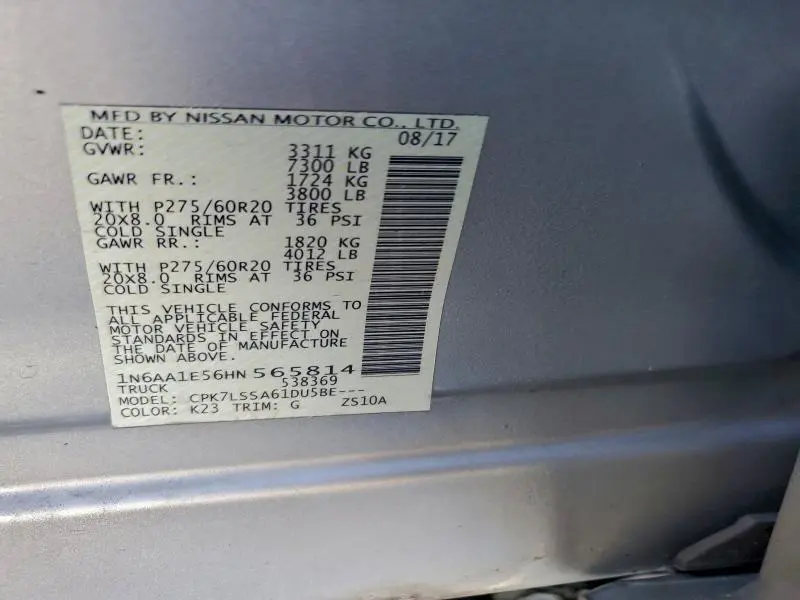 MFD BY NISSAN MOTOR CO., LTD.
DATE: 08/17
GVWR: 3311 KG
7300 LB
GAWR FR.: 1724 KG
3800 LB
WITH P275/60R20 TIRES
20X8.0 RIMS AT 36 PSI
COLD SINGLE
GAWR RR.: 1820 KG
4012 LB
WITH P275/60R20 TIRES
20X8.0 RIMS AT 36 PSI
COLD SINGLE
THIS VEHICLE CONFORMS TO
ALL APPLICABLE FEDERAL
MOTOR VEHICLE SAFETY
STANDARDS IN EFFECT ON
THE DATE OF MANUFACTURE
SHOWN ABOVE.
1N6AA1E56HN 565814
538369
TRUCK
MODEL: CPK7LSSA61DU5BE---
COLOR: K23 TRIM: G ZS10A